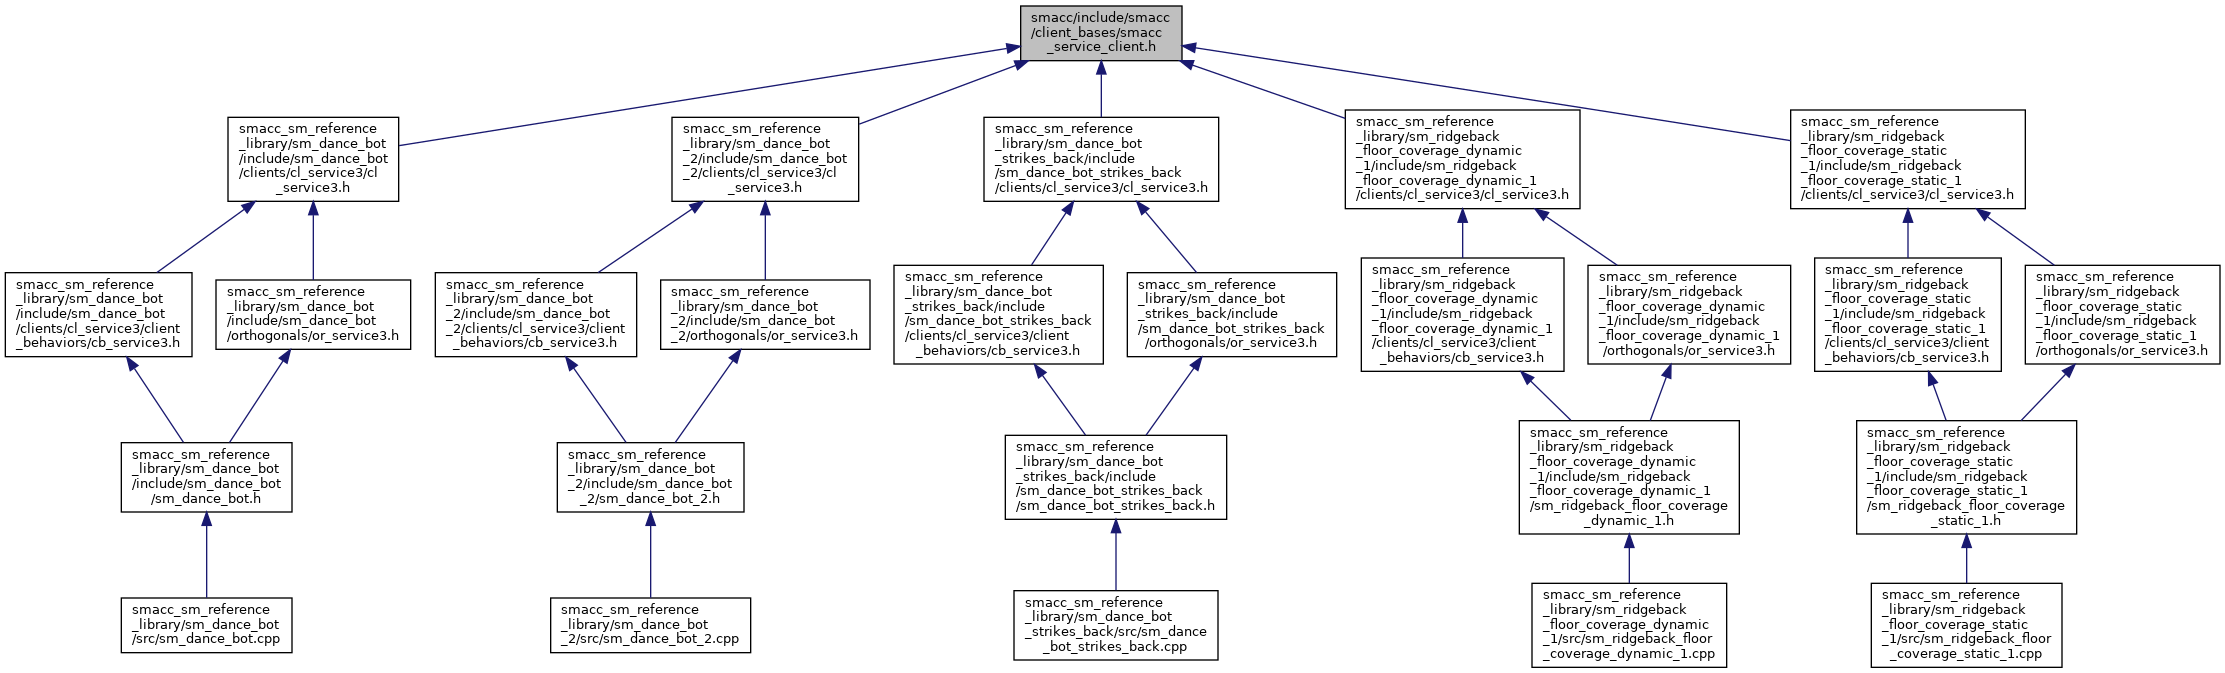 smacc/include/smacc
/client_bases/smacc
_service_client.h
smacc_sm_reference
_library/sm_dance_bot
/include/sm_dance_bot
/clients/cl_service3/cl
_service3.h
smacc_sm_reference
_library/sm_dance_bot
_2/include/sm_dance_bot
_2/clients/cl_service3/cl
_service3.h
smacc_sm_reference
_library/sm_dance_bot
_strikes_back/include
/sm_dance_bot_strikes_back
/clients/cl_service3/cl_service3.h
smacc_sm_reference
_library/sm_ridgeback
_floor_coverage_dynamic
_1/include/sm_ridgeback
_floor_coverage_dynamic_1
/clients/cl_service3/cl_service3.h
smacc_sm_reference
_library/sm_ridgeback
_floor_coverage_static
_1/include/sm_ridgeback
_floor_coverage_static_1
/clients/cl_service3/cl_service3.h
smacc_sm_reference
_library/sm_dance_bot
/include/sm_dance_bot
/clients/cl_service3/client
_behaviors/cb_service3.h
smacc_sm_reference
_library/sm_dance_bot
/include/sm_dance_bot
/orthogonals/or_service3.h
smacc_sm_reference
_library/sm_dance_bot
_2/include/sm_dance_bot
_2/clients/cl_service3/client
_behaviors/cb_service3.h
smacc_sm_reference
_library/sm_dance_bot
_2/include/sm_dance_bot
_2/orthogonals/or_service3.h
smacc_sm_reference
_library/sm_dance_bot
_strikes_back/include
/sm_dance_bot_strikes_back
/clients/cl_service3/client
_behaviors/cb_service3.h
smacc_sm_reference
_library/sm_dance_bot
_strikes_back/include
/sm_dance_bot_strikes_back
/orthogonals/or_service3.h
smacc_sm_reference
_library/sm_ridgeback
_floor_coverage_dynamic
_1/include/sm_ridgeback
_floor_coverage_dynamic_1
/clients/cl_service3/client
_behaviors/cb_service3.h
smacc_sm_reference
_library/sm_ridgeback
_floor_coverage_dynamic
_1/include/sm_ridgeback
_floor_coverage_dynamic_1
/orthogonals/or_service3.h
smacc_sm_reference
_library/sm_ridgeback
_floor_coverage_static
_1/include/sm_ridgeback
_floor_coverage_static_1
/clients/cl_service3/client
_behaviors/cb_service3.h
smacc_sm_reference
_library/sm_ridgeback
_floor_coverage_static
_1/include/sm_ridgeback
_floor_coverage_static_1
/orthogonals/or_service3.h
smacc_sm_reference
_library/sm_dance_bot
/include/sm_dance_bot
/sm_dance_bot.h
smacc_sm_reference
_library/sm_dance_bot
_2/include/sm_dance_bot
_2/sm_dance_bot_2.h
smacc_sm_reference
_library/sm_dance_bot
_strikes_back/include
/sm_dance_bot_strikes_back
/sm_dance_bot_strikes_back.h
smacc_sm_reference
_library/sm_ridgeback
_floor_coverage_dynamic
_1/include/sm_ridgeback
_floor_coverage_dynamic_1
/sm_ridgeback_floor_coverage
_dynamic_1.h
smacc_sm_reference
_library/sm_ridgeback
_floor_coverage_static
_1/include/sm_ridgeback
_floor_coverage_static_1
/sm_ridgeback_floor_coverage
_static_1.h
smacc_sm_reference
_library/sm_dance_bot
/src/sm_dance_bot.cpp
smacc_sm_reference
_library/sm_dance_bot
_2/src/sm_dance_bot_2.cpp
smacc_sm_reference
_library/sm_dance_bot
_strikes_back/src/sm_dance
_bot_strikes_back.cpp
smacc_sm_reference
_library/sm_ridgeback
_floor_coverage_dynamic
_1/src/sm_ridgeback_floor
_coverage_dynamic_1.cpp
smacc_sm_reference
_library/sm_ridgeback
_floor_coverage_static
_1/src/sm_ridgeback_floor
_coverage_static_1.cpp